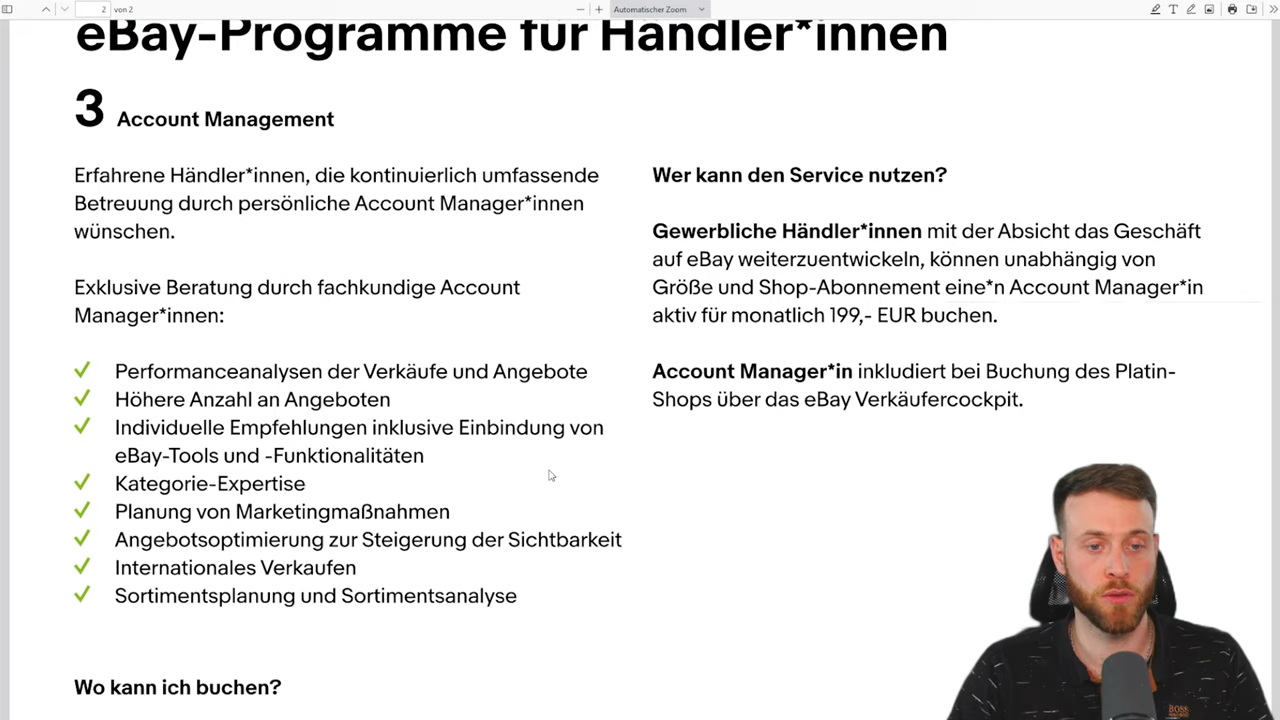 2
von 2
Automatischer Zoom
eBay-Programme für Händler*innen
3 Account Management
Erfahrene Händler*innen, die kontinuierlich umfassende
Betreuung durch persönliche Account Manager*innen
wünschen.
Exklusive Beratung durch fachkundige Account
Manager*innen:
Performanceanalysen der Verkäufe und Angebote
Höhere Anzahl an Angeboten
Individuelle Empfehlungen inklusive Einbindung von
eBay-Tools und -Funktionalitäten
Kategorie-Expertise
Planung von Marketingmaßnahmen
Angebotsoptimierung zur Steigerung der Sichtbarkeit
Internationales Verkaufen
Sortimentsplanung und Sortimentsanalyse
Wo kann ich buchen?
Wer kann den Service nutzen?
Gewerbliche Händler*innen mit der Absicht das Geschäft
auf eBay weiterzuentwickeln, können unabhängig von
Größe und Shop-Abonnement eine*n Account Manager*in
aktiv für monatlich 199,- EUR buchen.
Account Manager*in inkludiert bei Buchung des Platin-
Shops über das eBay Verkäufercockpit.
BOSS